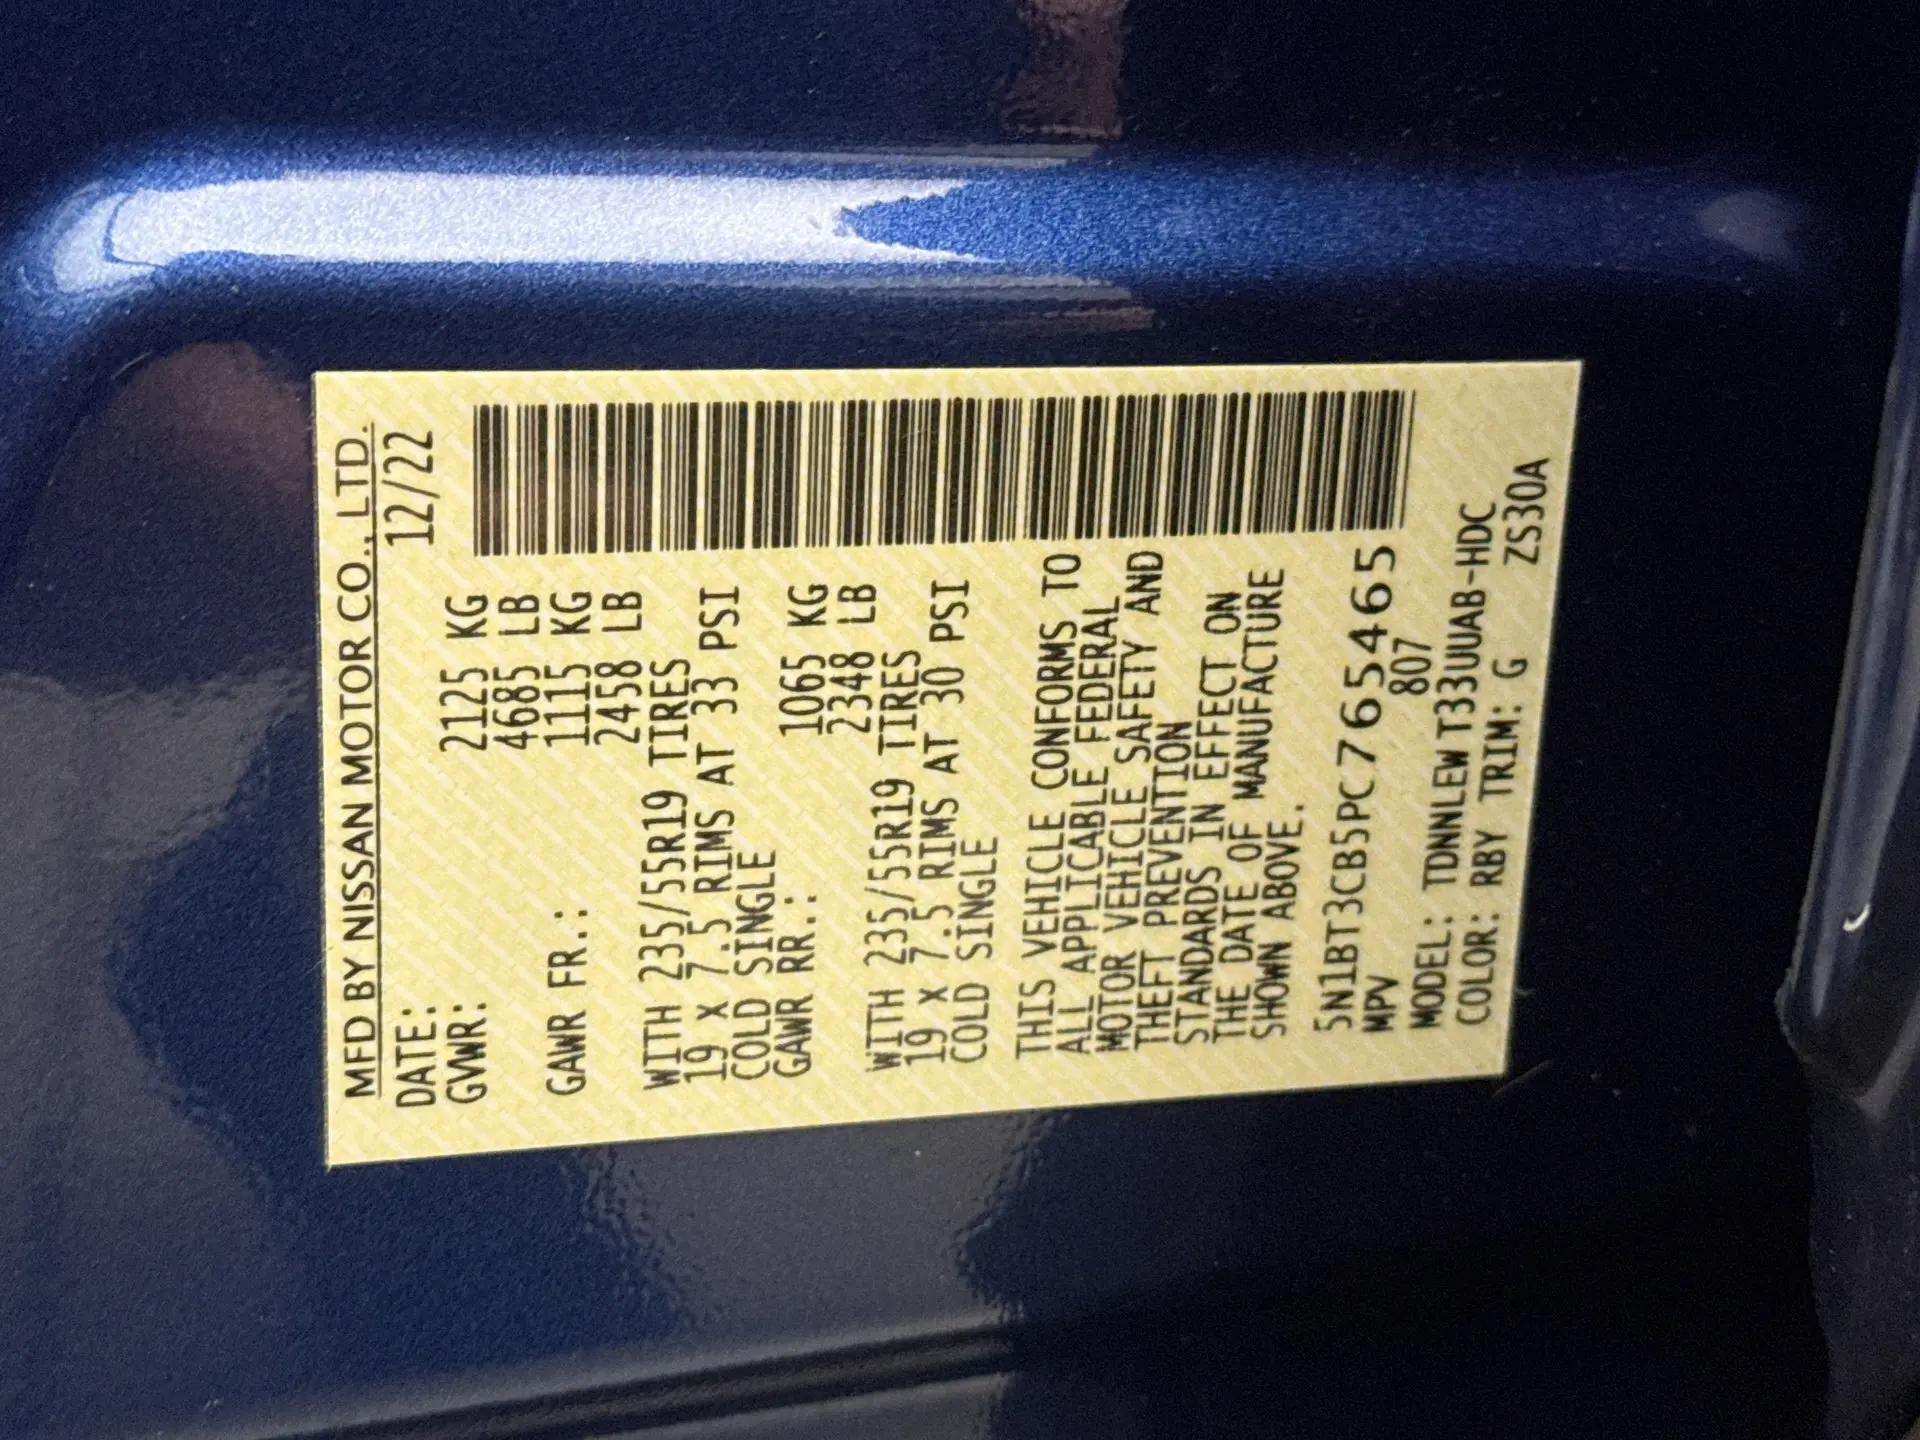 MFD BY NISSAN MOTOR CO., LTD.
DATE: 12/22
GVWR: 2125 KG
4685 LB
GAWR FR.: 1115 KG
2458 LB
WITH 235/55R19 TIRES
19 X 7.5 RIMS AT 33 PSI
COLD SINGLE
GAWR RR.: 1065 KG
2348 LB
WITH 235/55R19 TIRES
19 X 7.5 RIMS AT 30 PSI
COLD SINGLE
THIS VEHICLE CONFORMS TO
ALL APPLICABLE FEDERAL
MOTOR VEHICLE SAFETY AND
THEFT PREVENTION
STANDARDS IN EFFECT ON
THE DATE OF MANUFACTURE
SHOWN ABOVE.
5N1BT3CB5PC765465
MPV 807
MODEL: TDNNLEW T33UUAB-HDC
COLOR: RBY TRIM: G ZS30A